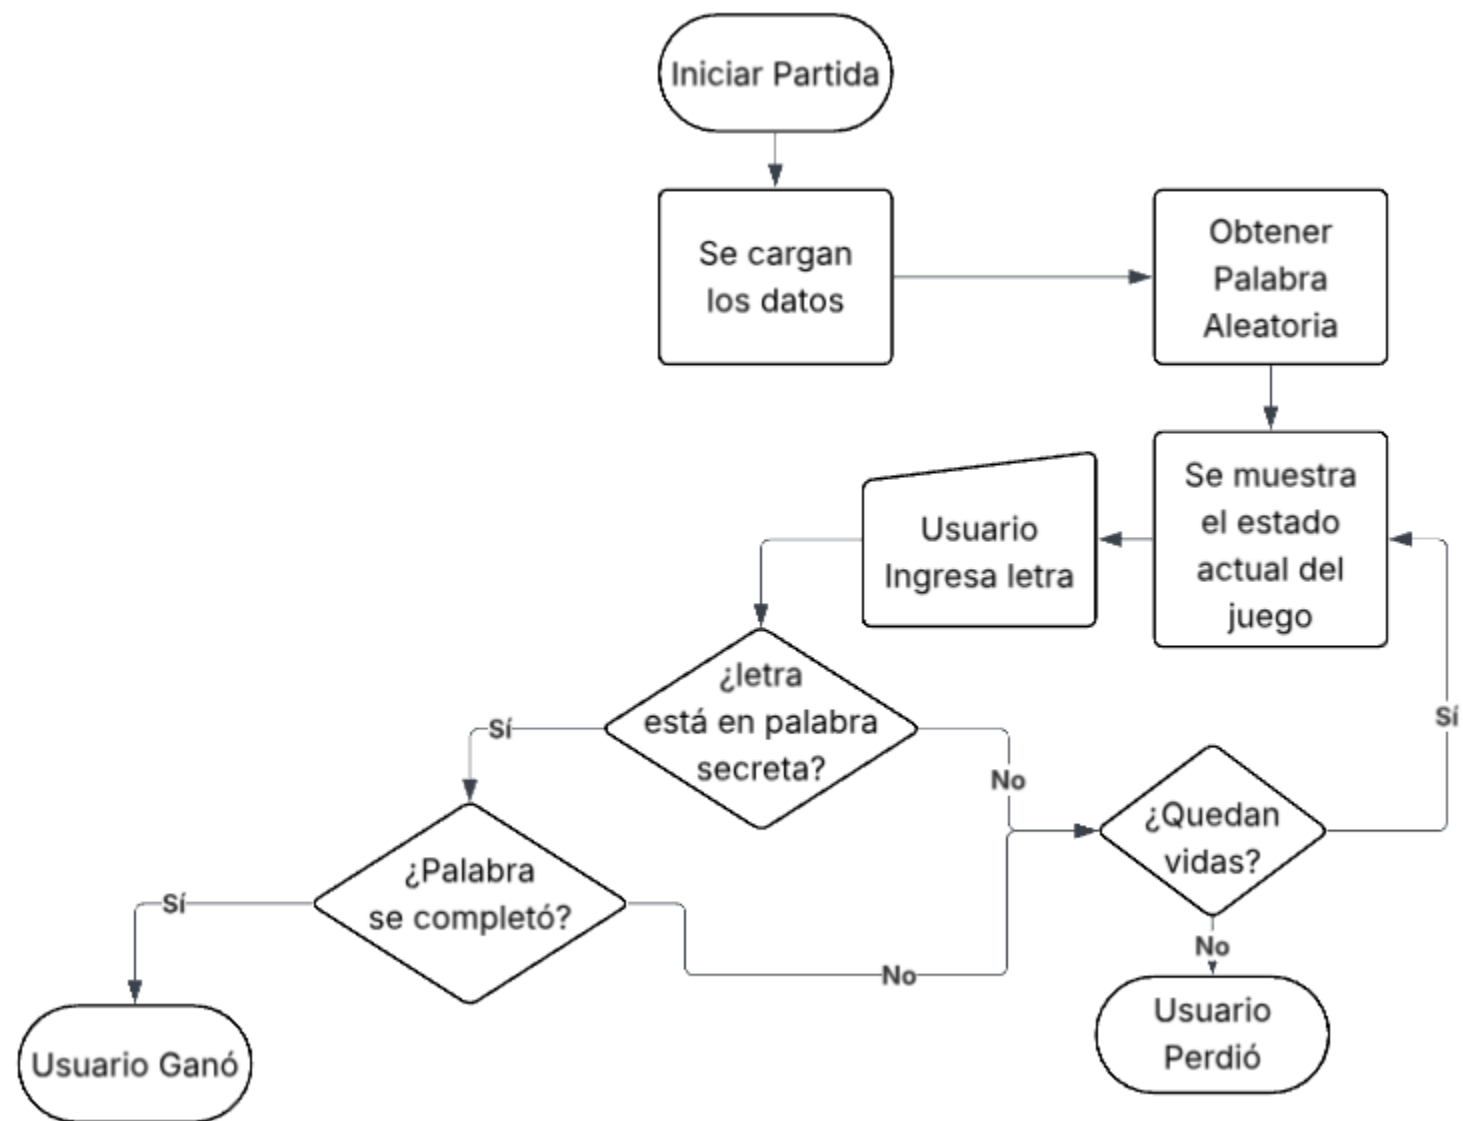 Iniciar Partida
Se cargan
los datos
Obtener
Palabra
Aleatoria
Se muestra
el estado
actual del
juego
Usuario
Ingresa letra
¿letra
está en palabra
secreta?
Sí
No
¿Palabra
se completó?
Sí
No
¿Quedan
vidas?
Sí
No
Usuario
Perdió
Usuario Ganó